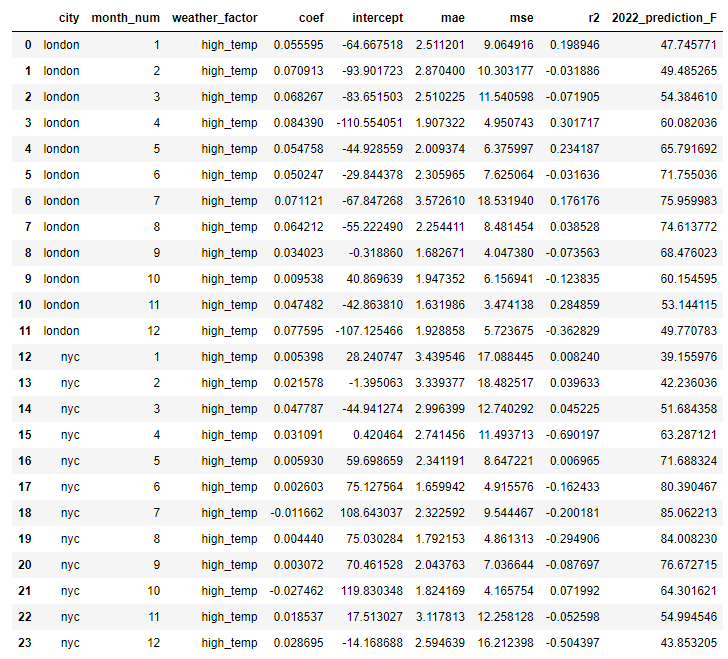 city month_num weather_factor coef intercept mae mse r2 2022_prediction_F
0 london 1 high_temp 0.055595 -64.667518 2.511201 9.064916 0.198946 47.745771
1 london 2 high_temp 0.070913 -93.901723 2.870400 10.303177 -0.031886 49.485265
2 london 3 high_temp 0.068267 -83.651503 2.510225 11.540598 -0.071905 54.384610
3 london 4 high_temp 0.084390 -110.554051 1.907322 4.950743 0.301717 60.082036
4 london 5 high_temp 0.054758 -44.928559 2.009374 6.375997 0.234187 65.791692
5 london 6 high_temp 0.050247 -29.844378 2.305965 7.625064 -0.031636 71.755036
6 london 7 high_temp 0.071121 -67.847268 3.572610 18.531940 0.176176 75.959983
7 london 8 high_temp 0.064212 -55.222490 2.254411 8.481454 0.038528 74.613772
8 london 9 high_temp 0.034023 -0.318860 1.682671 4.047380 -0.073563 68.476023
9 london 10 high_temp 0.009538 40.869639 1.947352 6.156941 -0.123835 60.154595
10 london 11 high_temp 0.047482 -42.863810 1.631986 3.474138 0.284859 53.144115
11 london 12 high_temp 0.077595 -107.125466 1.928858 5.723675 -0.362829 49.770783
12 nyc 1 high_temp 0.005398 28.240747 3.439546 17.088445 0.008240 39.155976
13 nyc 2 high_temp 0.021578 -1.395063 3.339377 18.482517 0.039633 42.236036
14 nyc 3 high_temp 0.047787 -44.941274 2.996399 12.740292 0.045225 51.684358
15 nyc 4 high_temp 0.031091 0.420464 2.741456 11.493713 -0.690197 63.287121
16 nyc 5 high_temp 0.005930 59.698659 2.341191 8.647221 0.006965 71.688324
17 nyc 6 high_temp 0.002603 75.127564 1.659942 4.915576 -0.162433 80.390467
18 nyc 7 high_temp -0.011662 108.643037 2.322592 9.544467 -0.200181 85.062213
19 nyc 8 high_temp 0.004440 75.030284 1.792153 4.861313 -0.294906 84.008230
20 nyc 9 high_temp 0.003072 70.461528 2.043763 7.036644 -0.087697 76.672715
21 nyc 10 high_temp -0.027462 119.830348 1.824169 4.165754 0.071992 64.301621
22 nyc 11 high_temp 0.018537 17.513027 3.117813 12.258128 -0.052598 54.994546
23 nyc 12 high_temp 0.028695 -14.168688 2.594639 16.212398 -0.504397 43.853205